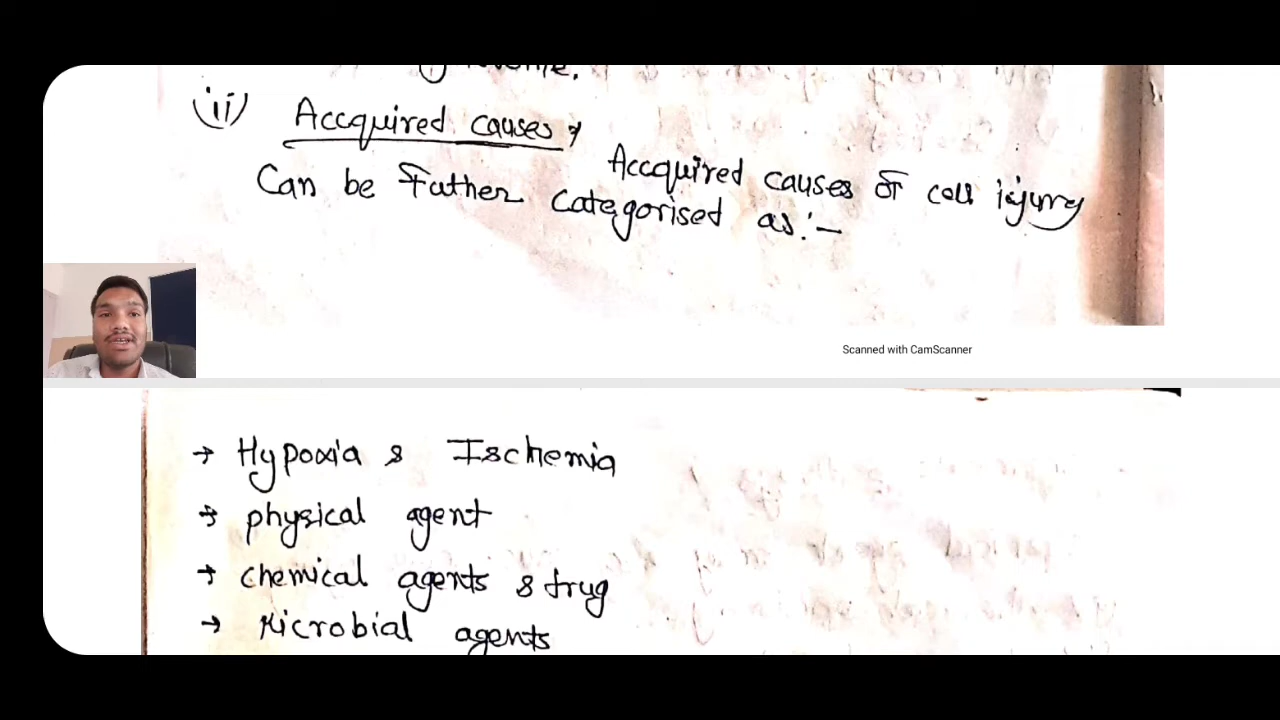 (ii) Accquired causes
Accquired causes of cell injury
Can be Futher categorised as:-
Scanned with CamScanner
→ Hypoxia & Ischemia
→ physical agent
→ chemical agents & trug
→ Microbial agents